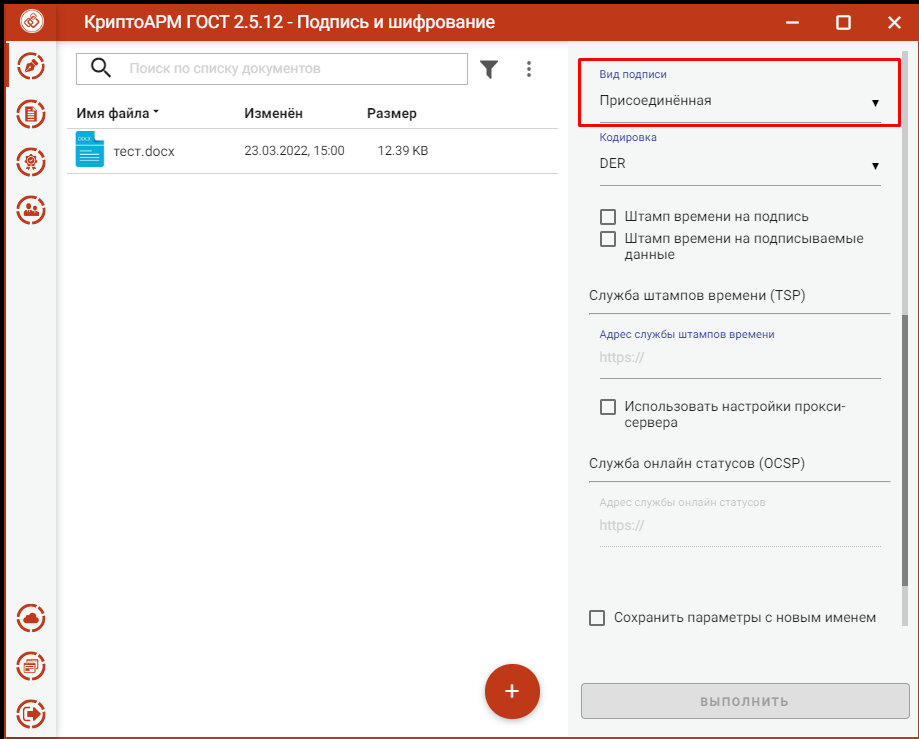 КриптоАРМ ГОСТ 2.5.12 - Подпись и шифрование
Поиск по списку документов
Имя файла Изменён Размер
тест.docx 23.03.2022, 15:00 12.39 KB
Вид подписи
Присоединённая
Кодировка
DER
Штамп времени на подпись
Штамп времени на подписываемые
данные
Служба штампов времени (TSP)
Адрес службы штампов времени
https://
Использовать настройки прокси-
сервера
Служба онлайн статусов (OCSP)
Адрес службы онлайн статусов
https://
Сохранить параметры с новым именем
+
ВЫПОЛНИТЬ